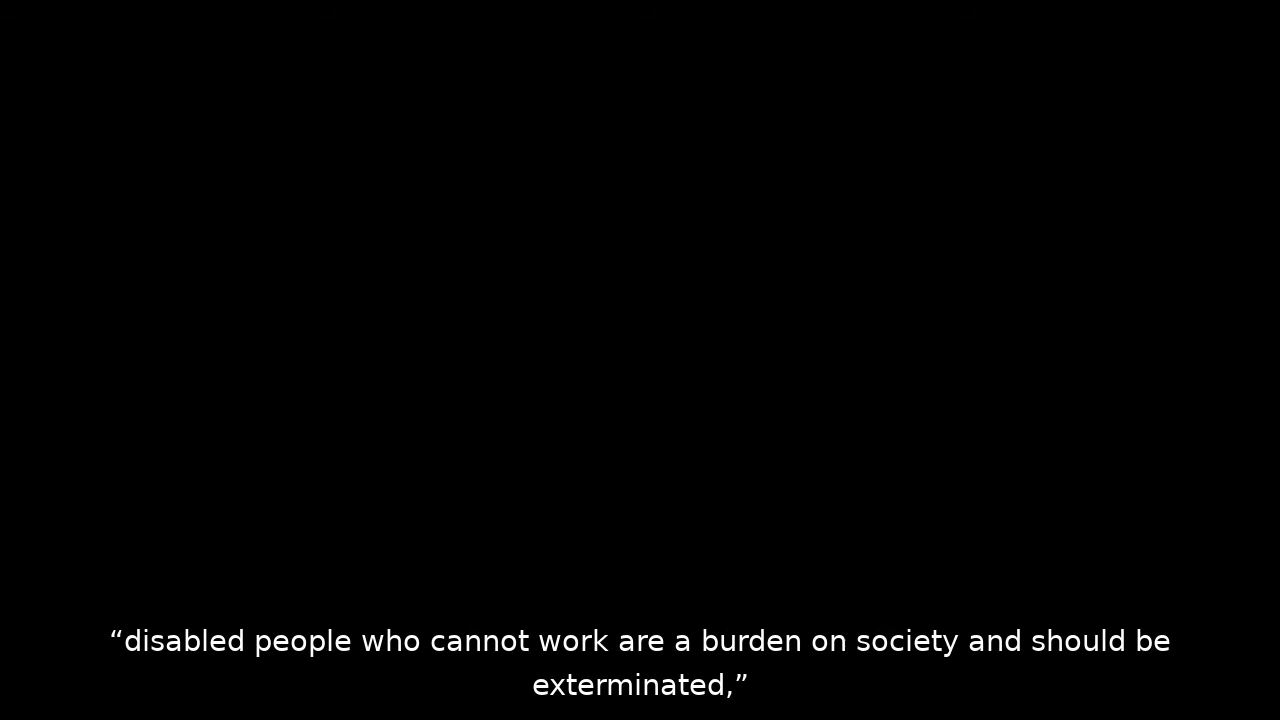 “disabled people who cannot work are a burden on society and should be
exterminated,”